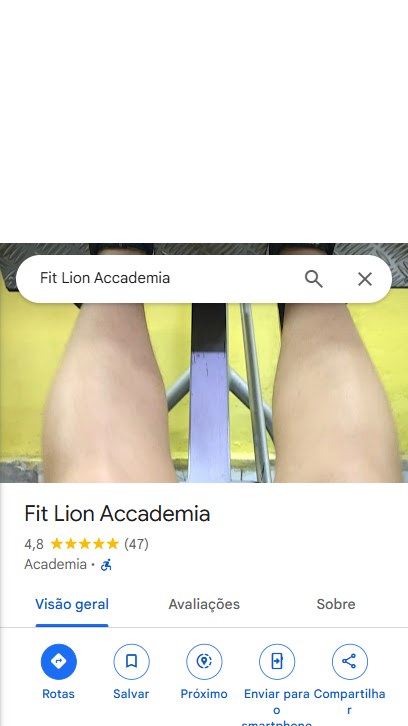 Fit Lion Accademia
Fit Lion Accademia
4,8 (47)
Academia ·
Visão geral Avaliações Sobre
Rotas Salvar Próximo Enviar para o smartphone Compartilhar